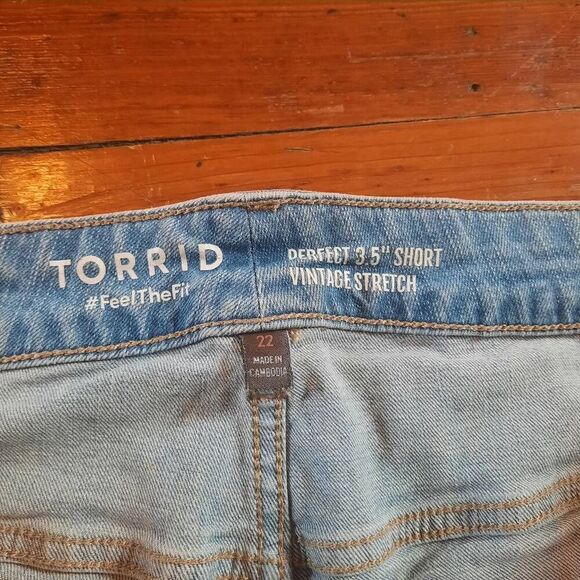 TORRID
#FeelTheFit
PERFECT 3.5" SHORT
VINTAGE STRETCH
22
MADE IN
CAMBODIA